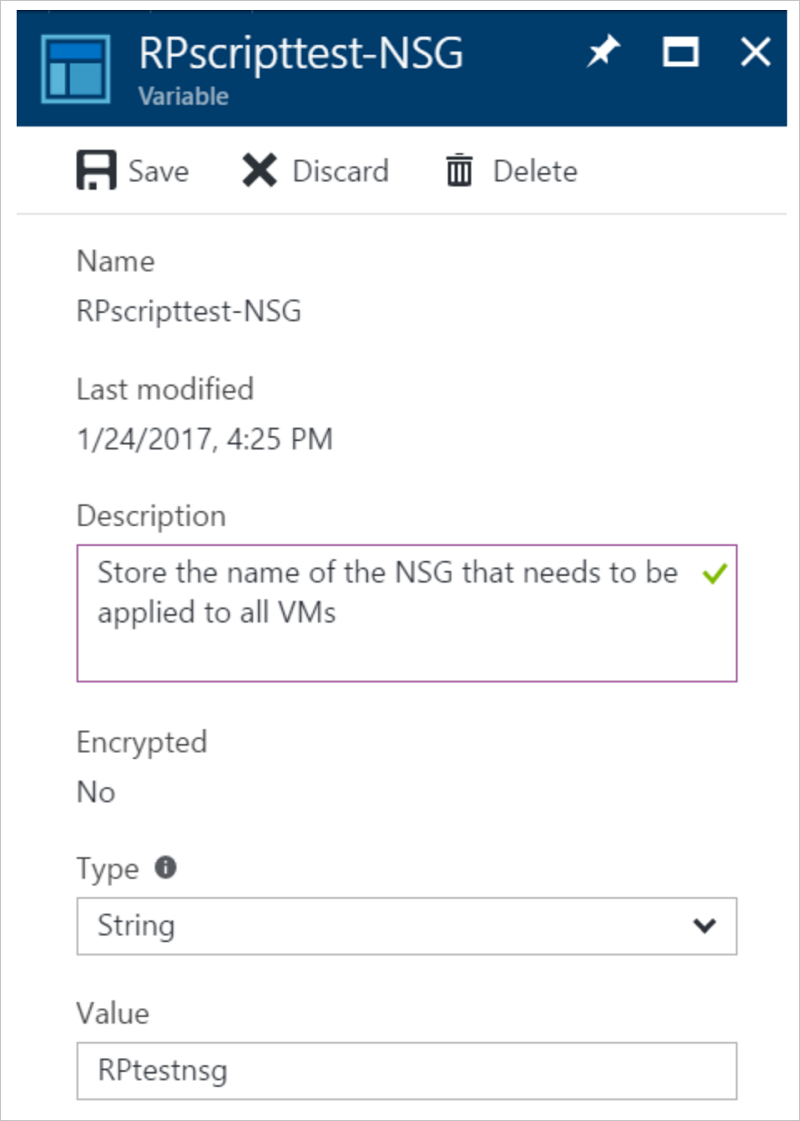 RPscripttest-NSG
Variable
Save Discard Delete
Name
RPscripttest-NSG
Last modified
1/24/2017, 4:25 PM
Description
Store the name of the NSG that needs to be
applied to all VMs
Encrypted
No
Type
String
Value
RPtestnsg